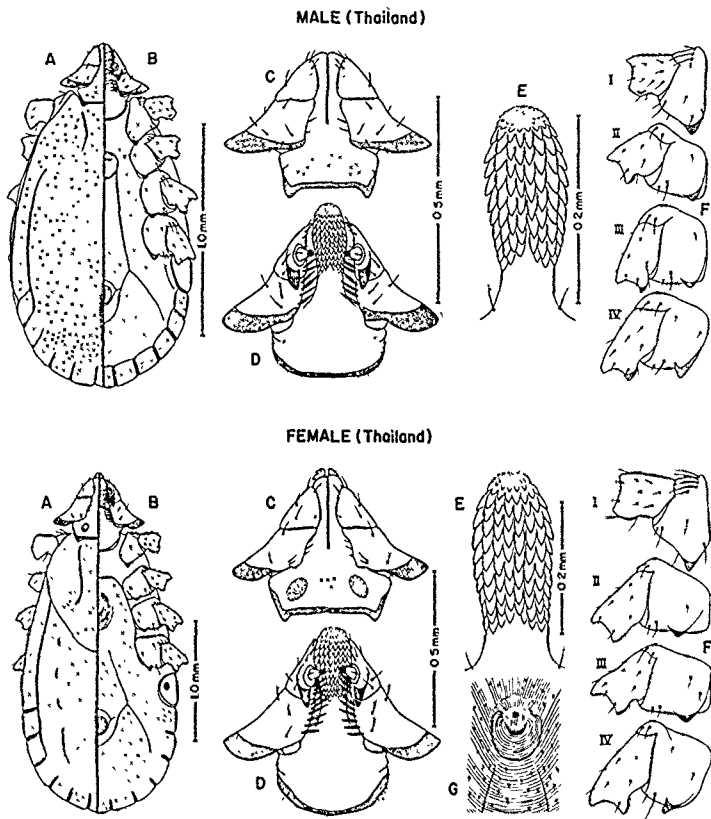 MALE (Thailand)
A
B
C
E
I
II
F
III
IV
D
1.0 mm
0.5 mm
0.2 mm
FEMALE (Thailand)
A
B
C
E
I
II
F
III
IV
D
G
1.0 mm
0.5 mm
0.2 mm